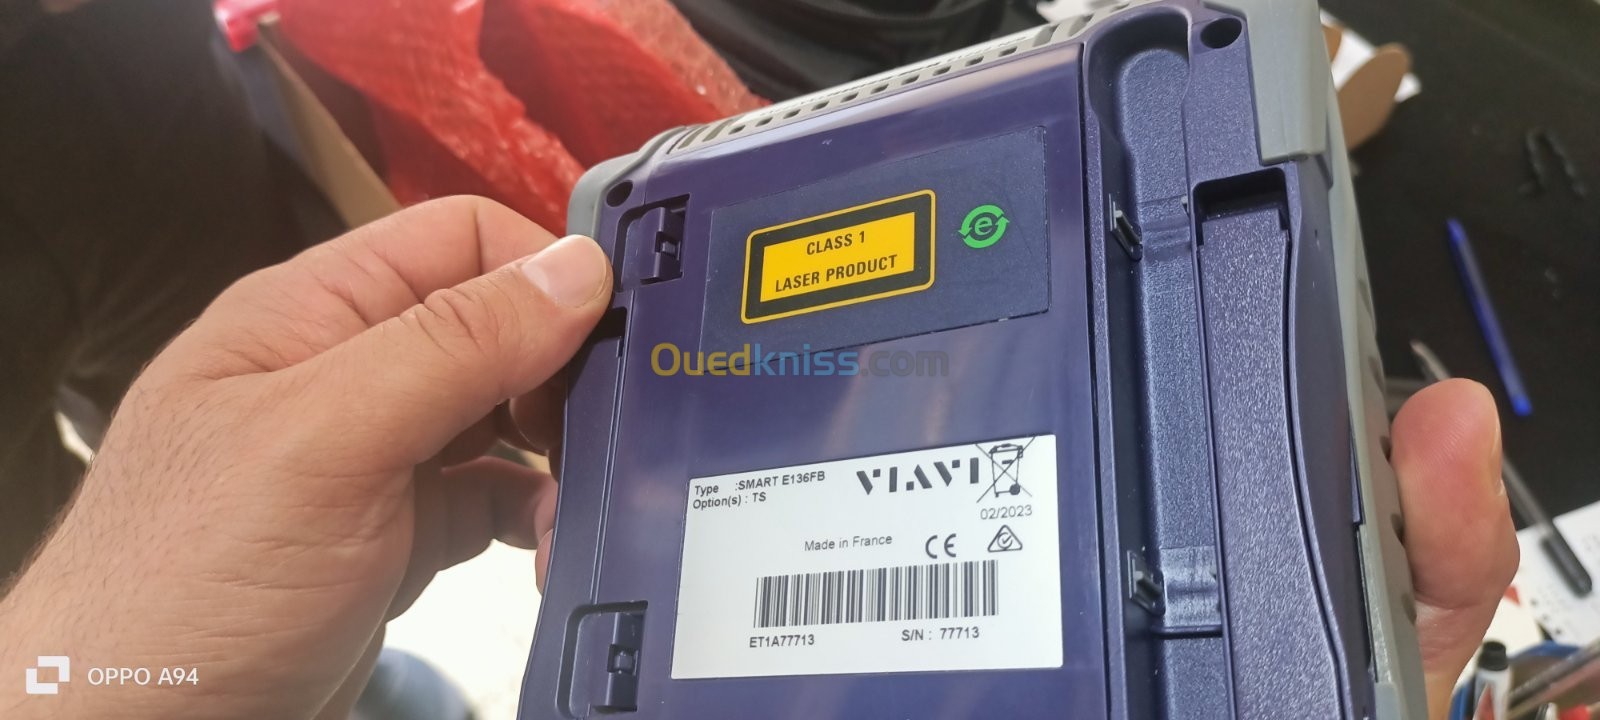 CLASS 1
LASER PRODUCT
e
Ouedkniss.com
Type :SMART E136FB
Option(s) : TS
VIAVI
02/2023
Made in France
CE
ET1A77713
S/N : 77713
OPPO A94